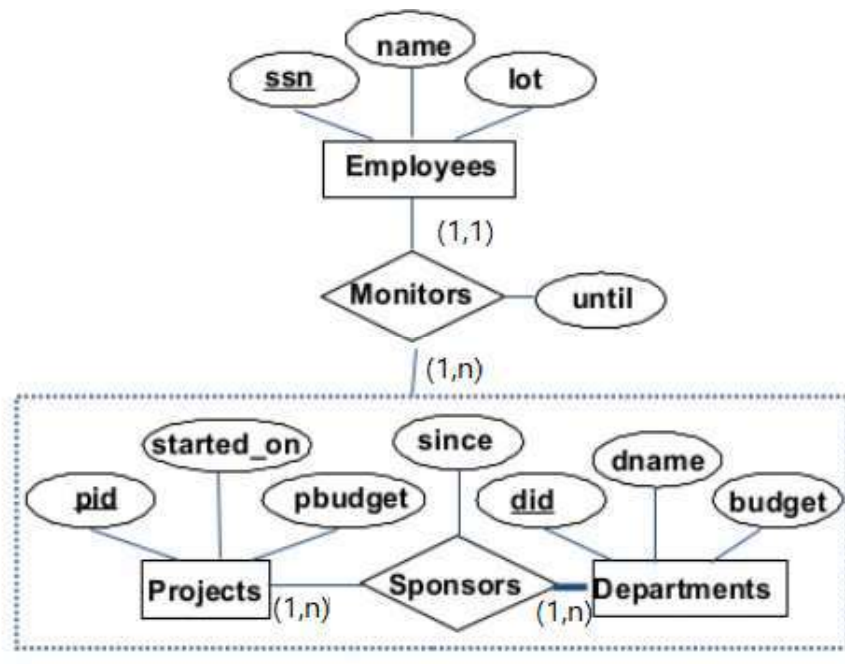 name
ssn
lot
Employees
(1,1)
Monitors
until
(1,n)
started_on
since
dname
pid
pbudget
did
budget
Projects
(1,n)
Sponsors
(1,n)
Departments